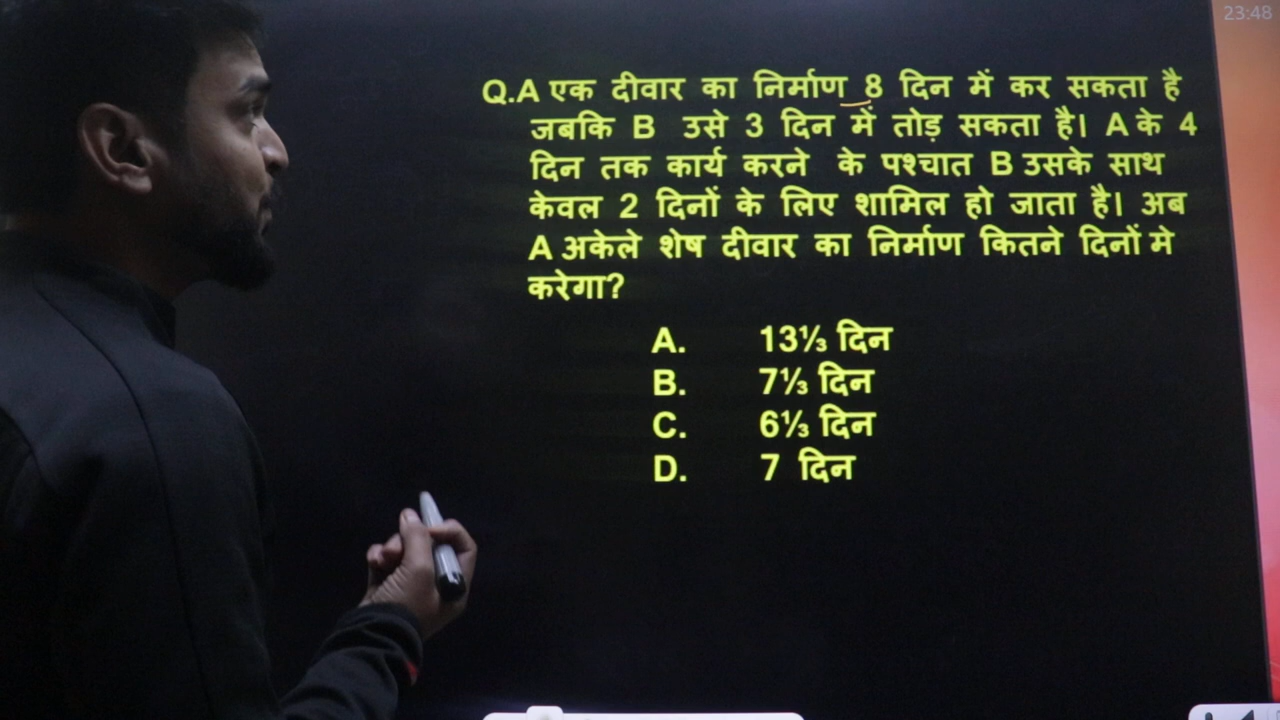 23:48
Q.A एक दीवार का निर्माण 8 दिन में कर सकता है
जबकि B उसे 3 दिन में तोड़ सकता है। A के 4
दिन तक कार्य करने के पश्चात B उसके साथ
केवल 2 दिनों के लिए शामिल हो जाता है। अब
A अकेले शेष दीवार का निर्माण कितने दिनों मे
करेगा?
A. 13⅓ दिन
B. 7⅓ दिन
C. 6⅓ दिन
D. 7 दिन